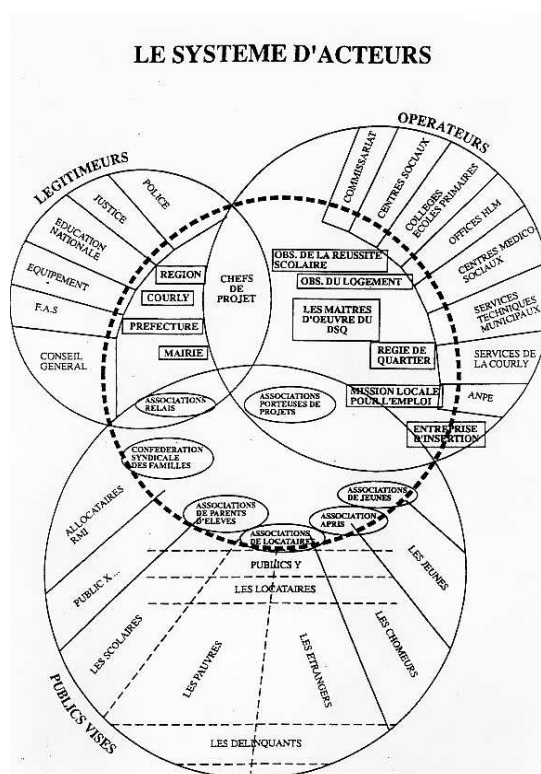 LE SYSTEME D'ACTEURS
LEGITIMEURS
OPERATEURS
POLICE
JUSTICE
EDUCATION
NATIONALE
EQUIPEMENT
F.A.S
CONSEIL
GENERAL
REGION
COURLY
PREFECTURE
MAIRIE
CHEFS
DE
PROJET
COMMISSARIAT
CENTRES SOCIAUX
COLLEGES
ECOLES PRIMAIRES
OFFICES HLM
CENTRES MEDICO
SOCIAUX
SERVICES
TECHNIQUES
MUNICIPAUX
SERVICES DE
LA COURLY
ANPE
OBS. DE LA REUSSITE
SCOLAIRE
OBS. DU LOGEMENT
LES MAITRES
D'OEUVRE DU
DSQ
REGIE DE
QUARTIER
MISSION LOCALE
POUR L'EMPLOI
ENTREPRISE
D'INSERTION
ASSOCIATIONS
RELAIS
ASSOCIATIONS
PORTEUSES DE
PROJETS
CONFEDERATION
SYNDICALE
DES FAMILLES
ASSOCIATIONS
DE PARENTS
D'ELEVES
ASSOCIATIONS
DE LOCATAIRES
ASSOCIATION
APRIS
ASSOCIATIONS
DE JEUNES
ALLOCATAIRES
RMI
PUBLIC X ...
LES SCOLAIRES
PUBLICS Y
LES LOCATAIRES
LES PAUVRES
LES ETRANGERS
LES CHOMEURS
LES JEUNES
LES DELINQUANTS
PUBLICS VISES